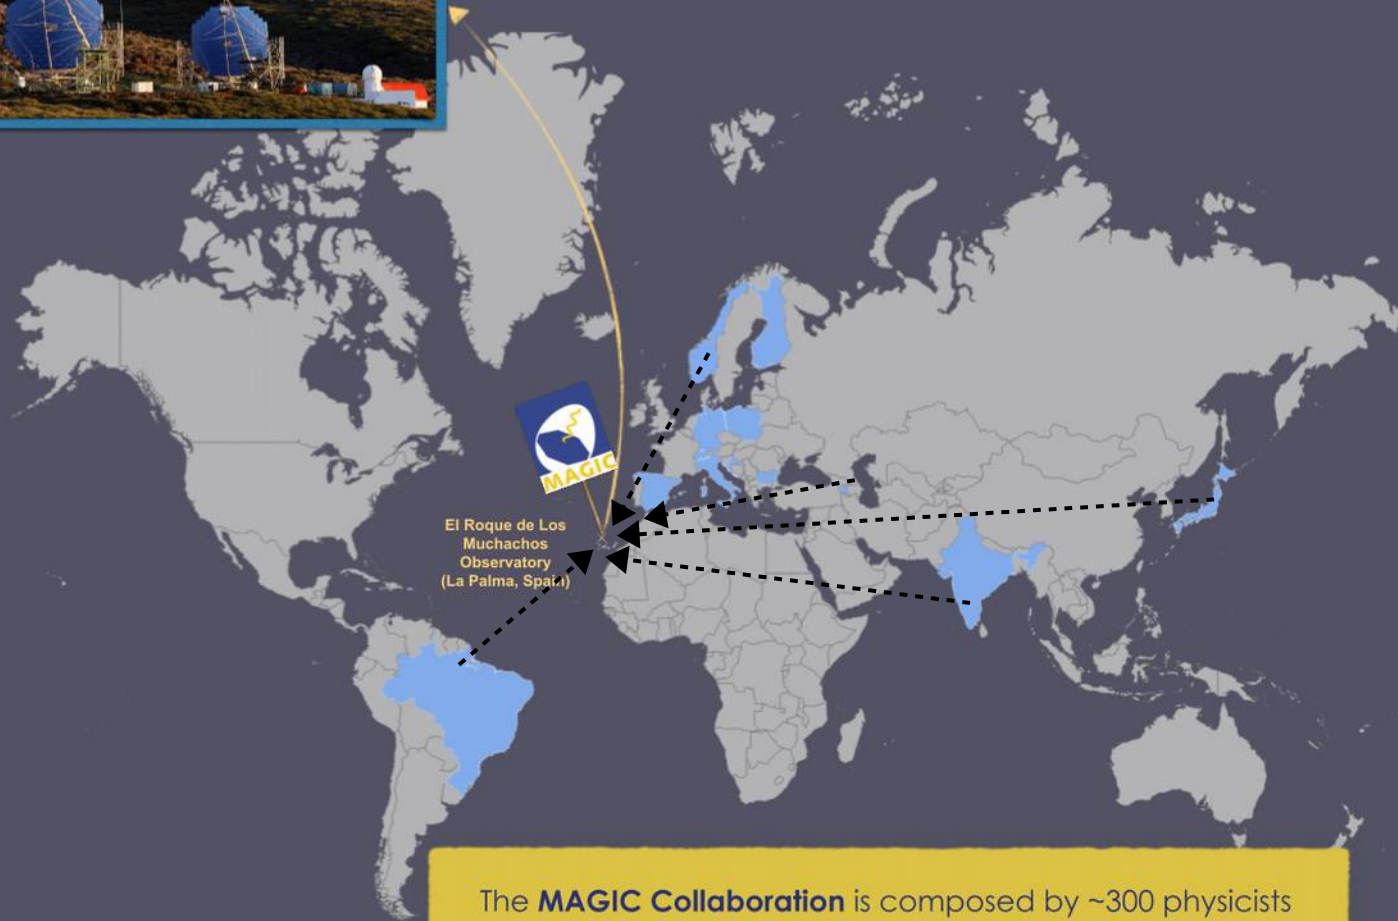 MAGIC
El Roque de Los
Muchachos
Observatory
(La Palma, Spain)
The MAGIC Collaboration is composed by ~300 physicists